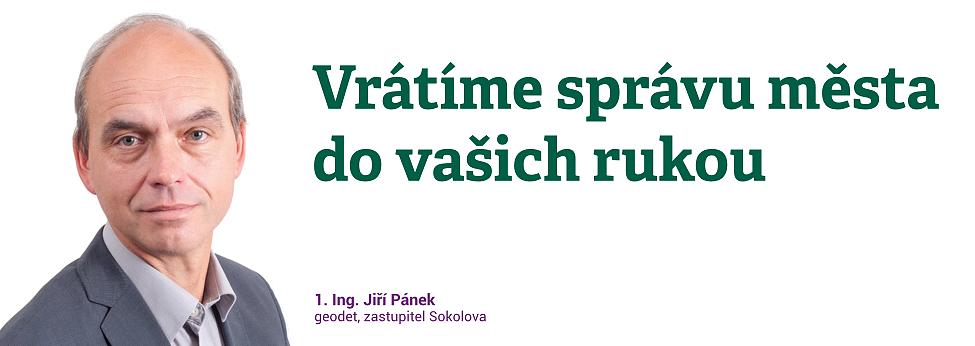 Vrátíme správu města
do vašich rukou
1. Ing. Jiří Pánek
geodet, zastupitel Sokolova